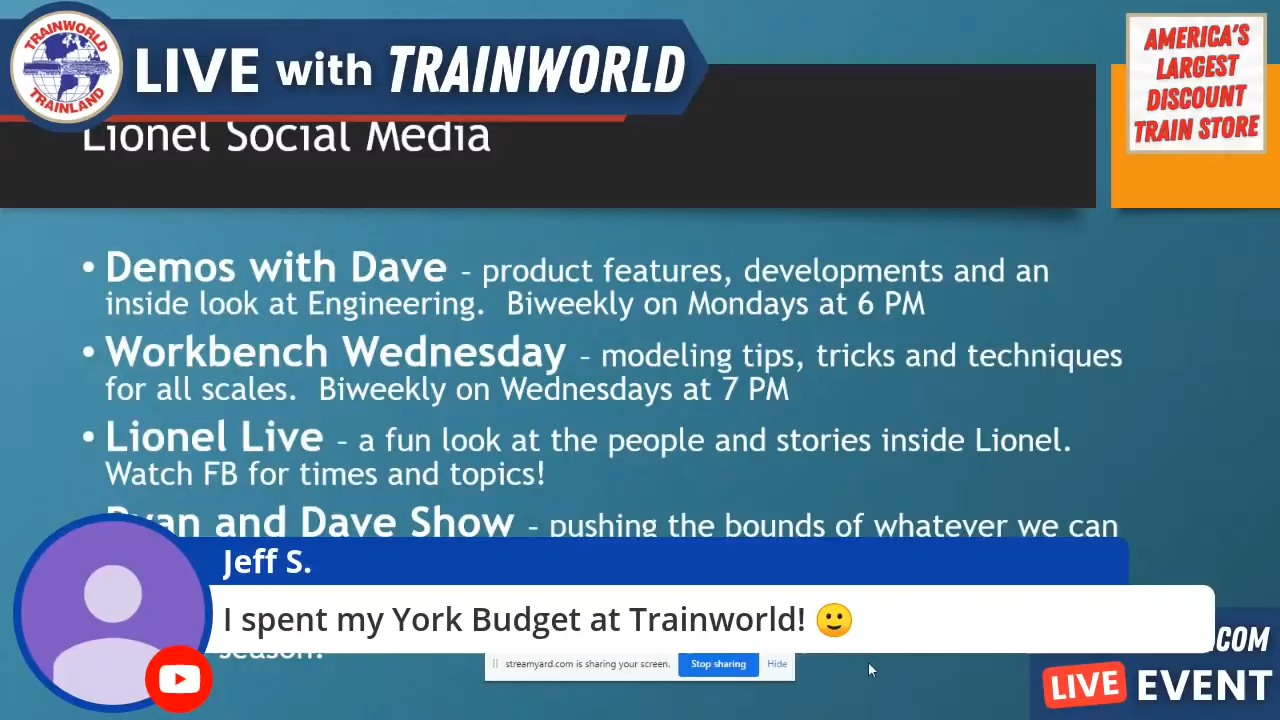 TRAINWORLD
TRAINLAND
LIVE with TRAINWORLD
AMERICA'S
LARGEST
DISCOUNT
TRAIN STORE
Lionel Social Media
• Demos with Dave – product features, developments and an
inside look at Engineering. Biweekly on Mondays at 6 PM
• Workbench Wednesday – modeling tips, tricks and techniques
for all scales. Biweekly on Wednesdays at 7 PM
• Lionel Live – a fun look at the people and stories inside Lionel.
Watch FB for times and topics!
Ryan and Dave Show – pushing the bounds of whatever we can
Jeff S.
I spent my York Budget at Trainworld! 🙂
season.
streamyard.com is sharing your screen. Stop sharing Hide
.COM
LIVE EVENT